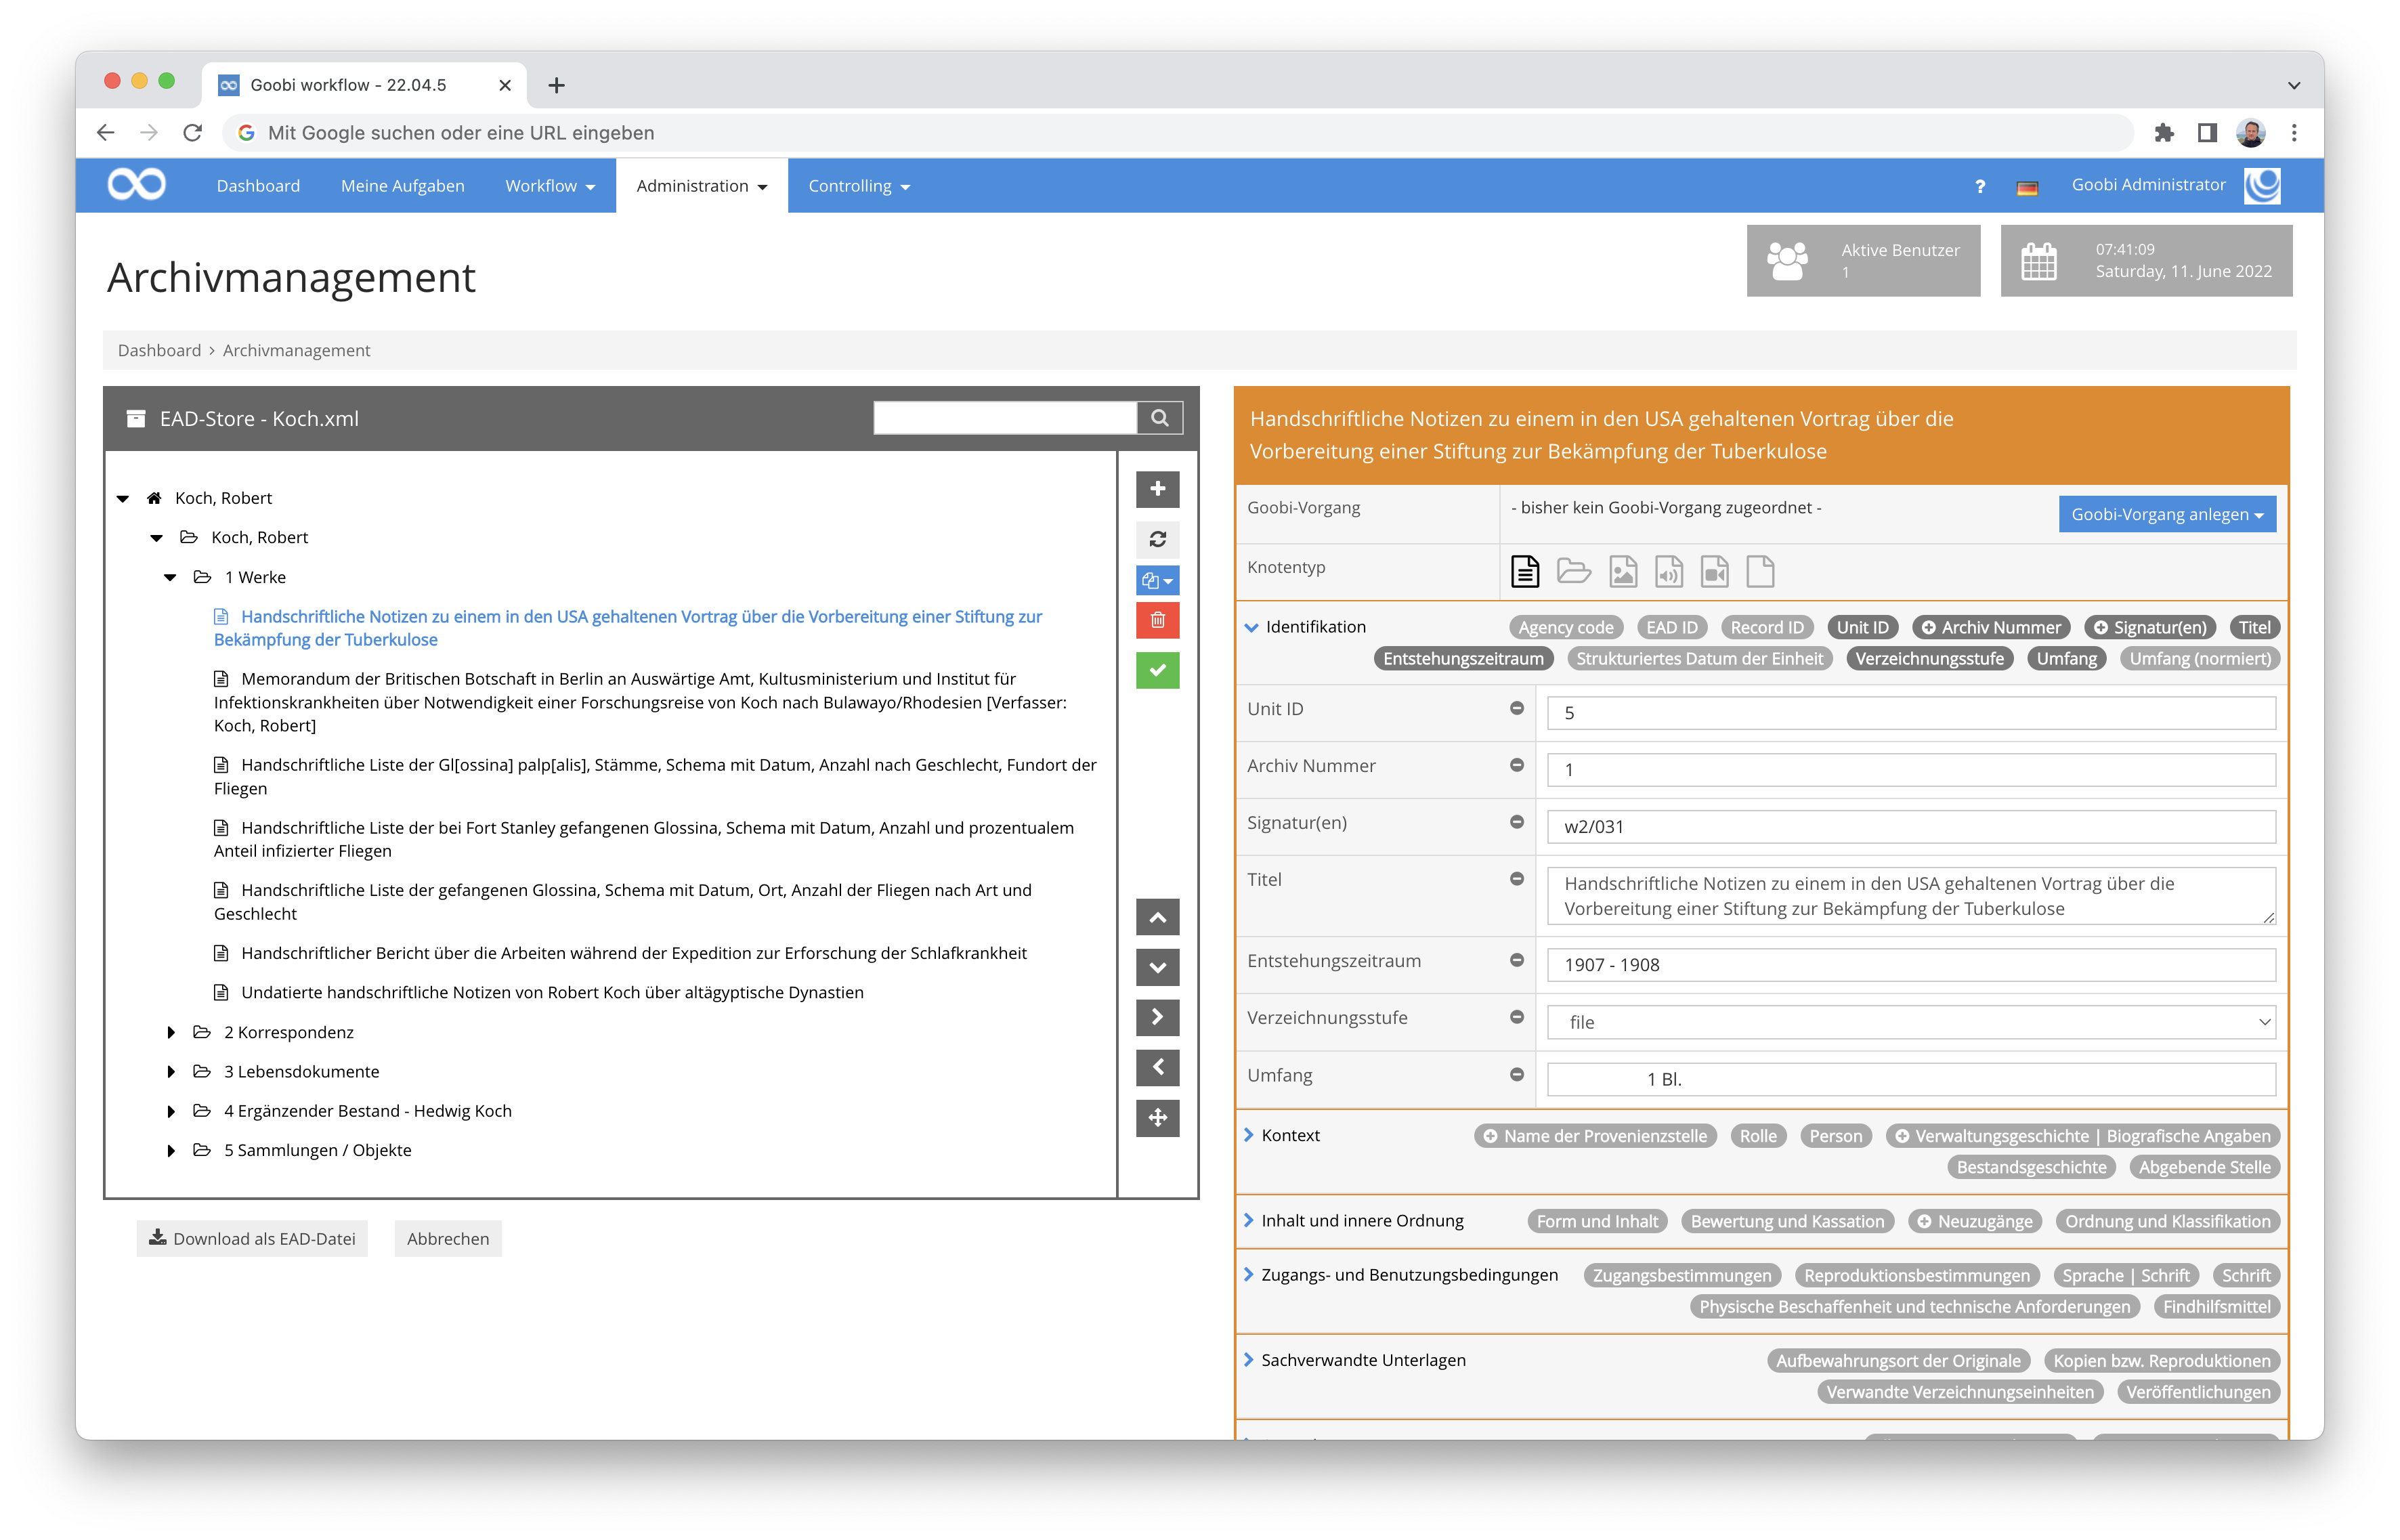 Goobi workflow - 22.04.5
Mit Google suchen oder eine URL eingeben
Dashboard
Meine Aufgaben
Workflow
Administration
Controlling
?
Goobi Administrator
Archivmanagement
Aktive Benutzer
1
07:41:09
Saturday, 11. June 2022
Dashboard › Archivmanagement
EAD-Store - Koch.xml
Koch, Robert
Koch, Robert
1 Werke
Handschriftliche Notizen zu einem in den USA gehaltenen Vortrag über die Vorbereitung einer Stiftung zur
Bekämpfung der Tuberkulose
Memorandum der Britischen Botschaft in Berlin an Auswärtige Amt, Kultusministerium und Institut für
Infektionskrankheiten über Notwendigkeit einer Forschungsreise von Koch nach Bulawayo/Rhodesien [Verfasser:
Koch, Robert]
Handschriftliche Liste der Gl[ossina] palp[alis], Stämme, Schema mit Datum, Anzahl nach Geschlecht, Fundort der
Fliegen
Handschriftliche Liste der bei Fort Stanley gefangenen Glossina, Schema mit Datum, Anzahl und prozentualem
Anteil infizierter Fliegen
Handschriftliche Liste der gefangenen Glossina, Schema mit Datum, Ort, Anzahl der Fliegen nach Art und
Geschlecht
Handschriftlicher Bericht über die Arbeiten während der Expedition zur Erforschung der Schlafkrankheit
Undatierte handschriftliche Notizen von Robert Koch über altägyptische Dynastien
2 Korrespondenz
3 Lebensdokumente
4 Ergänzender Bestand - Hedwig Koch
5 Sammlungen / Objekte
Download als EAD-Datei
Abbrechen
Handschriftliche Notizen zu einem in den USA gehaltenen Vortrag über die
Vorbereitung einer Stiftung zur Bekämpfung der Tuberkulose
Goobi-Vorgang
- bisher kein Goobi-Vorgang zugeordnet -
Goobi-Vorgang anlegen
Knotentyp
Identifikation
Agency code EAD ID Record ID Unit ID Archiv Nummer Signatur(en) Titel
Entstehungszeitraum Strukturiertes Datum der Einheit Verzeichnungsstufe Umfang Umfang (normiert)
Unit ID
5
Archiv Nummer
1
Signatur(en)
w2/031
Titel
Handschriftliche Notizen zu einem in den USA gehaltenen Vortrag über die
Vorbereitung einer Stiftung zur Bekämpfung der Tuberkulose
Entstehungszeitraum
1907 - 1908
Verzeichnungsstufe
file
Umfang
1 Bl.
Kontext
Name der Provenienzstelle Rolle Person Verwaltungsgeschichte | Biografische Angaben
Bestandsgeschichte Abgebende Stelle
Inhalt und innere Ordnung
Form und Inhalt Bewertung und Kassation Neuzugänge Ordnung und Klassifikation
Zugangs- und Benutzungsbedingungen
Zugangsbestimmungen Reproduktionsbestimmungen Sprache | Schrift Schrift
Physische Beschaffenheit und technische Anforderungen Findhilfsmittel
Sachverwandte Unterlagen
Aufbewahrungsort der Originale Kopien bzw. Reproduktionen
Verwandte Verzeichnungseinheiten Veröffentlichungen